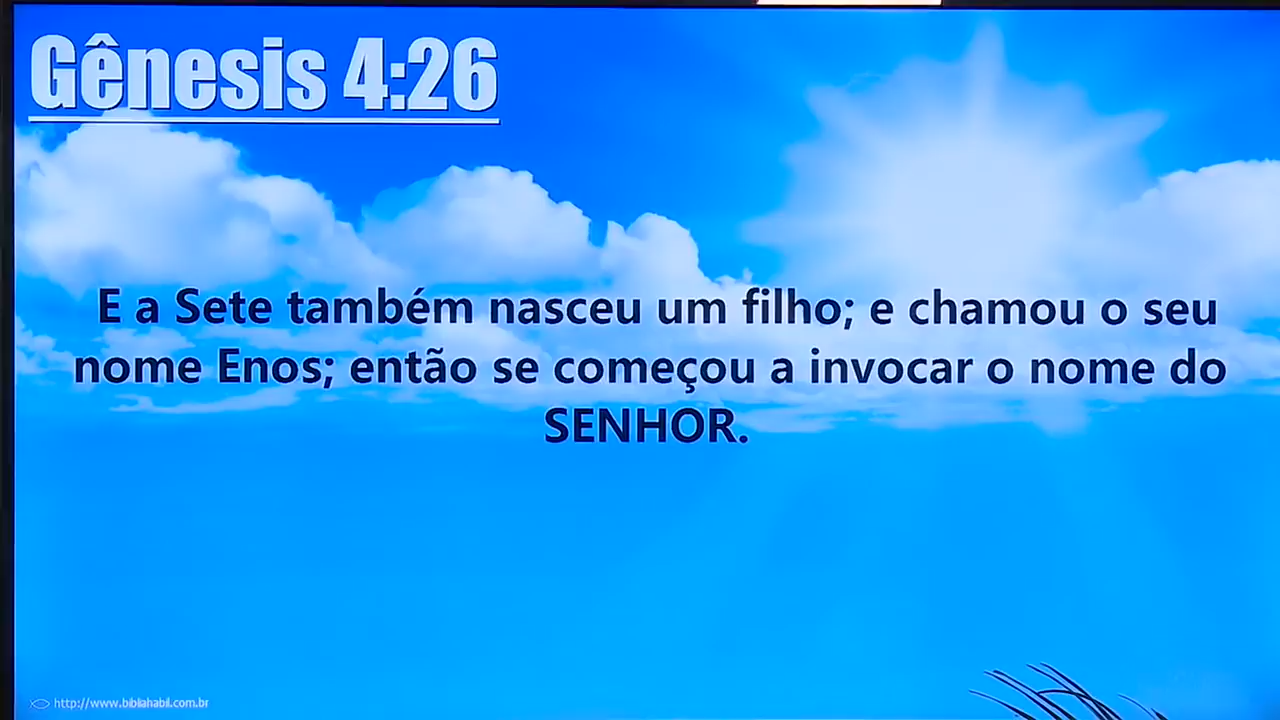 Gênesis 4:26
E a Sete também nasceu um filho; e chamou o seu
nome Enos; então se começou a invocar o nome do
SENHOR.
http://www.bibliahabil.com.br